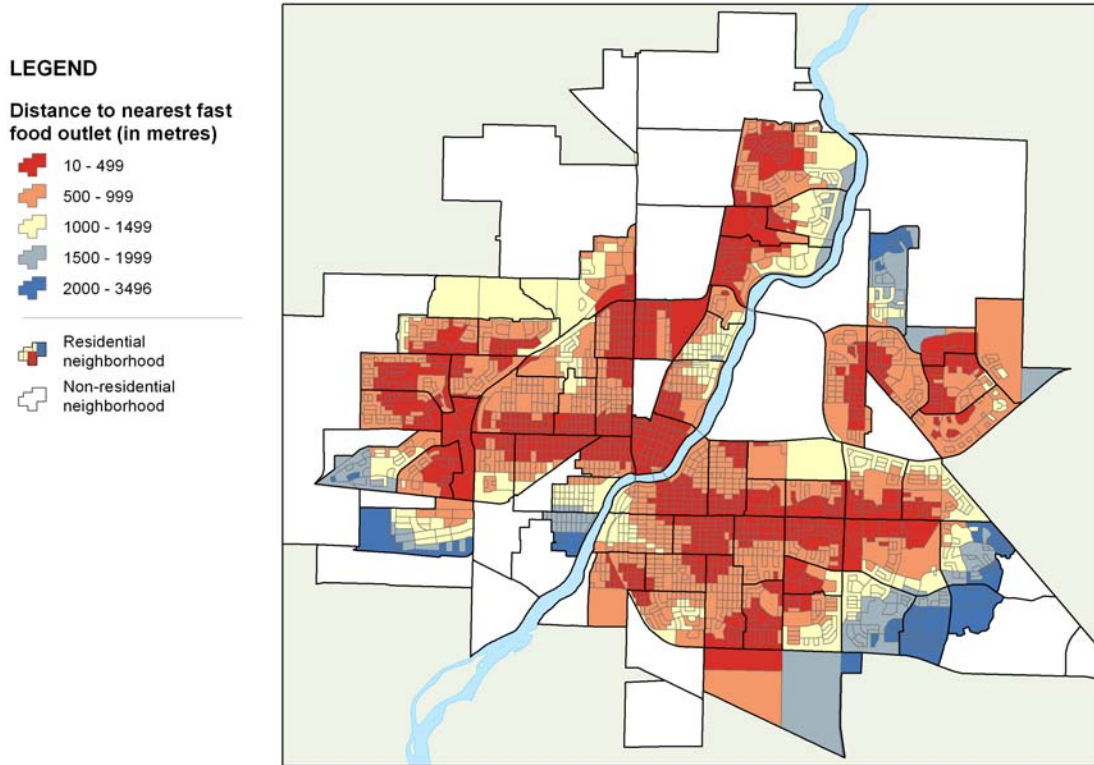 LEGEND
Distance to nearest fast
food outlet (in metres)
10 - 499
500 - 999
1000 - 1499
1500 - 1999
2000 - 3496
Residential
neighborhood
Non-residential
neighborhood